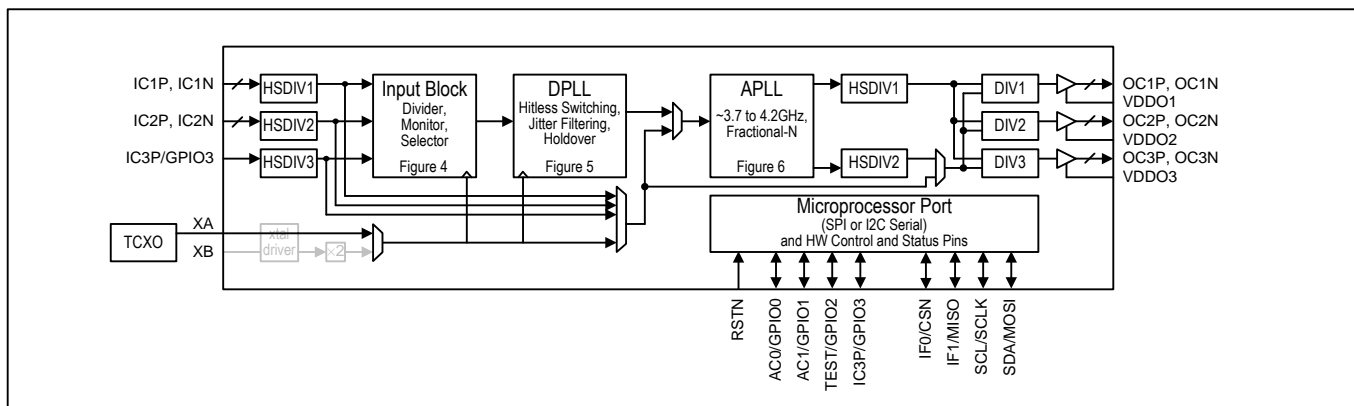 IC1P, IC1N
HSDIV1
IC2P, IC2N
HSDIV2
IC3P/GPIO3
HSDIV3
Input Block
Divider,
Monitor,
Selector
Figure 4
DPLL
Hitless Switching,
Jitter Filtering,
Holdover
Figure 5
APLL
~3.7 to 4.2GHz,
Fractional-N
Figure 6
HSDIV1
HSDIV2
DIV1
DIV2
DIV3
OC1P, OC1N
VDDO1
OC2P, OC2N
VDDO2
OC3P, OC3N
VDDO3
TCXO
XA
XB
xtal
driver
×2
Microprocessor Port
(SPI or I2C Serial)
and HW Control and Status Pins
RSTN
AC0/GPIO0
AC1/GPIO1
TEST/GPIO2
IC3P/GPIO3
IF0/CSN
IF1/MISO
SCL/SCLK
SDA/MOSI